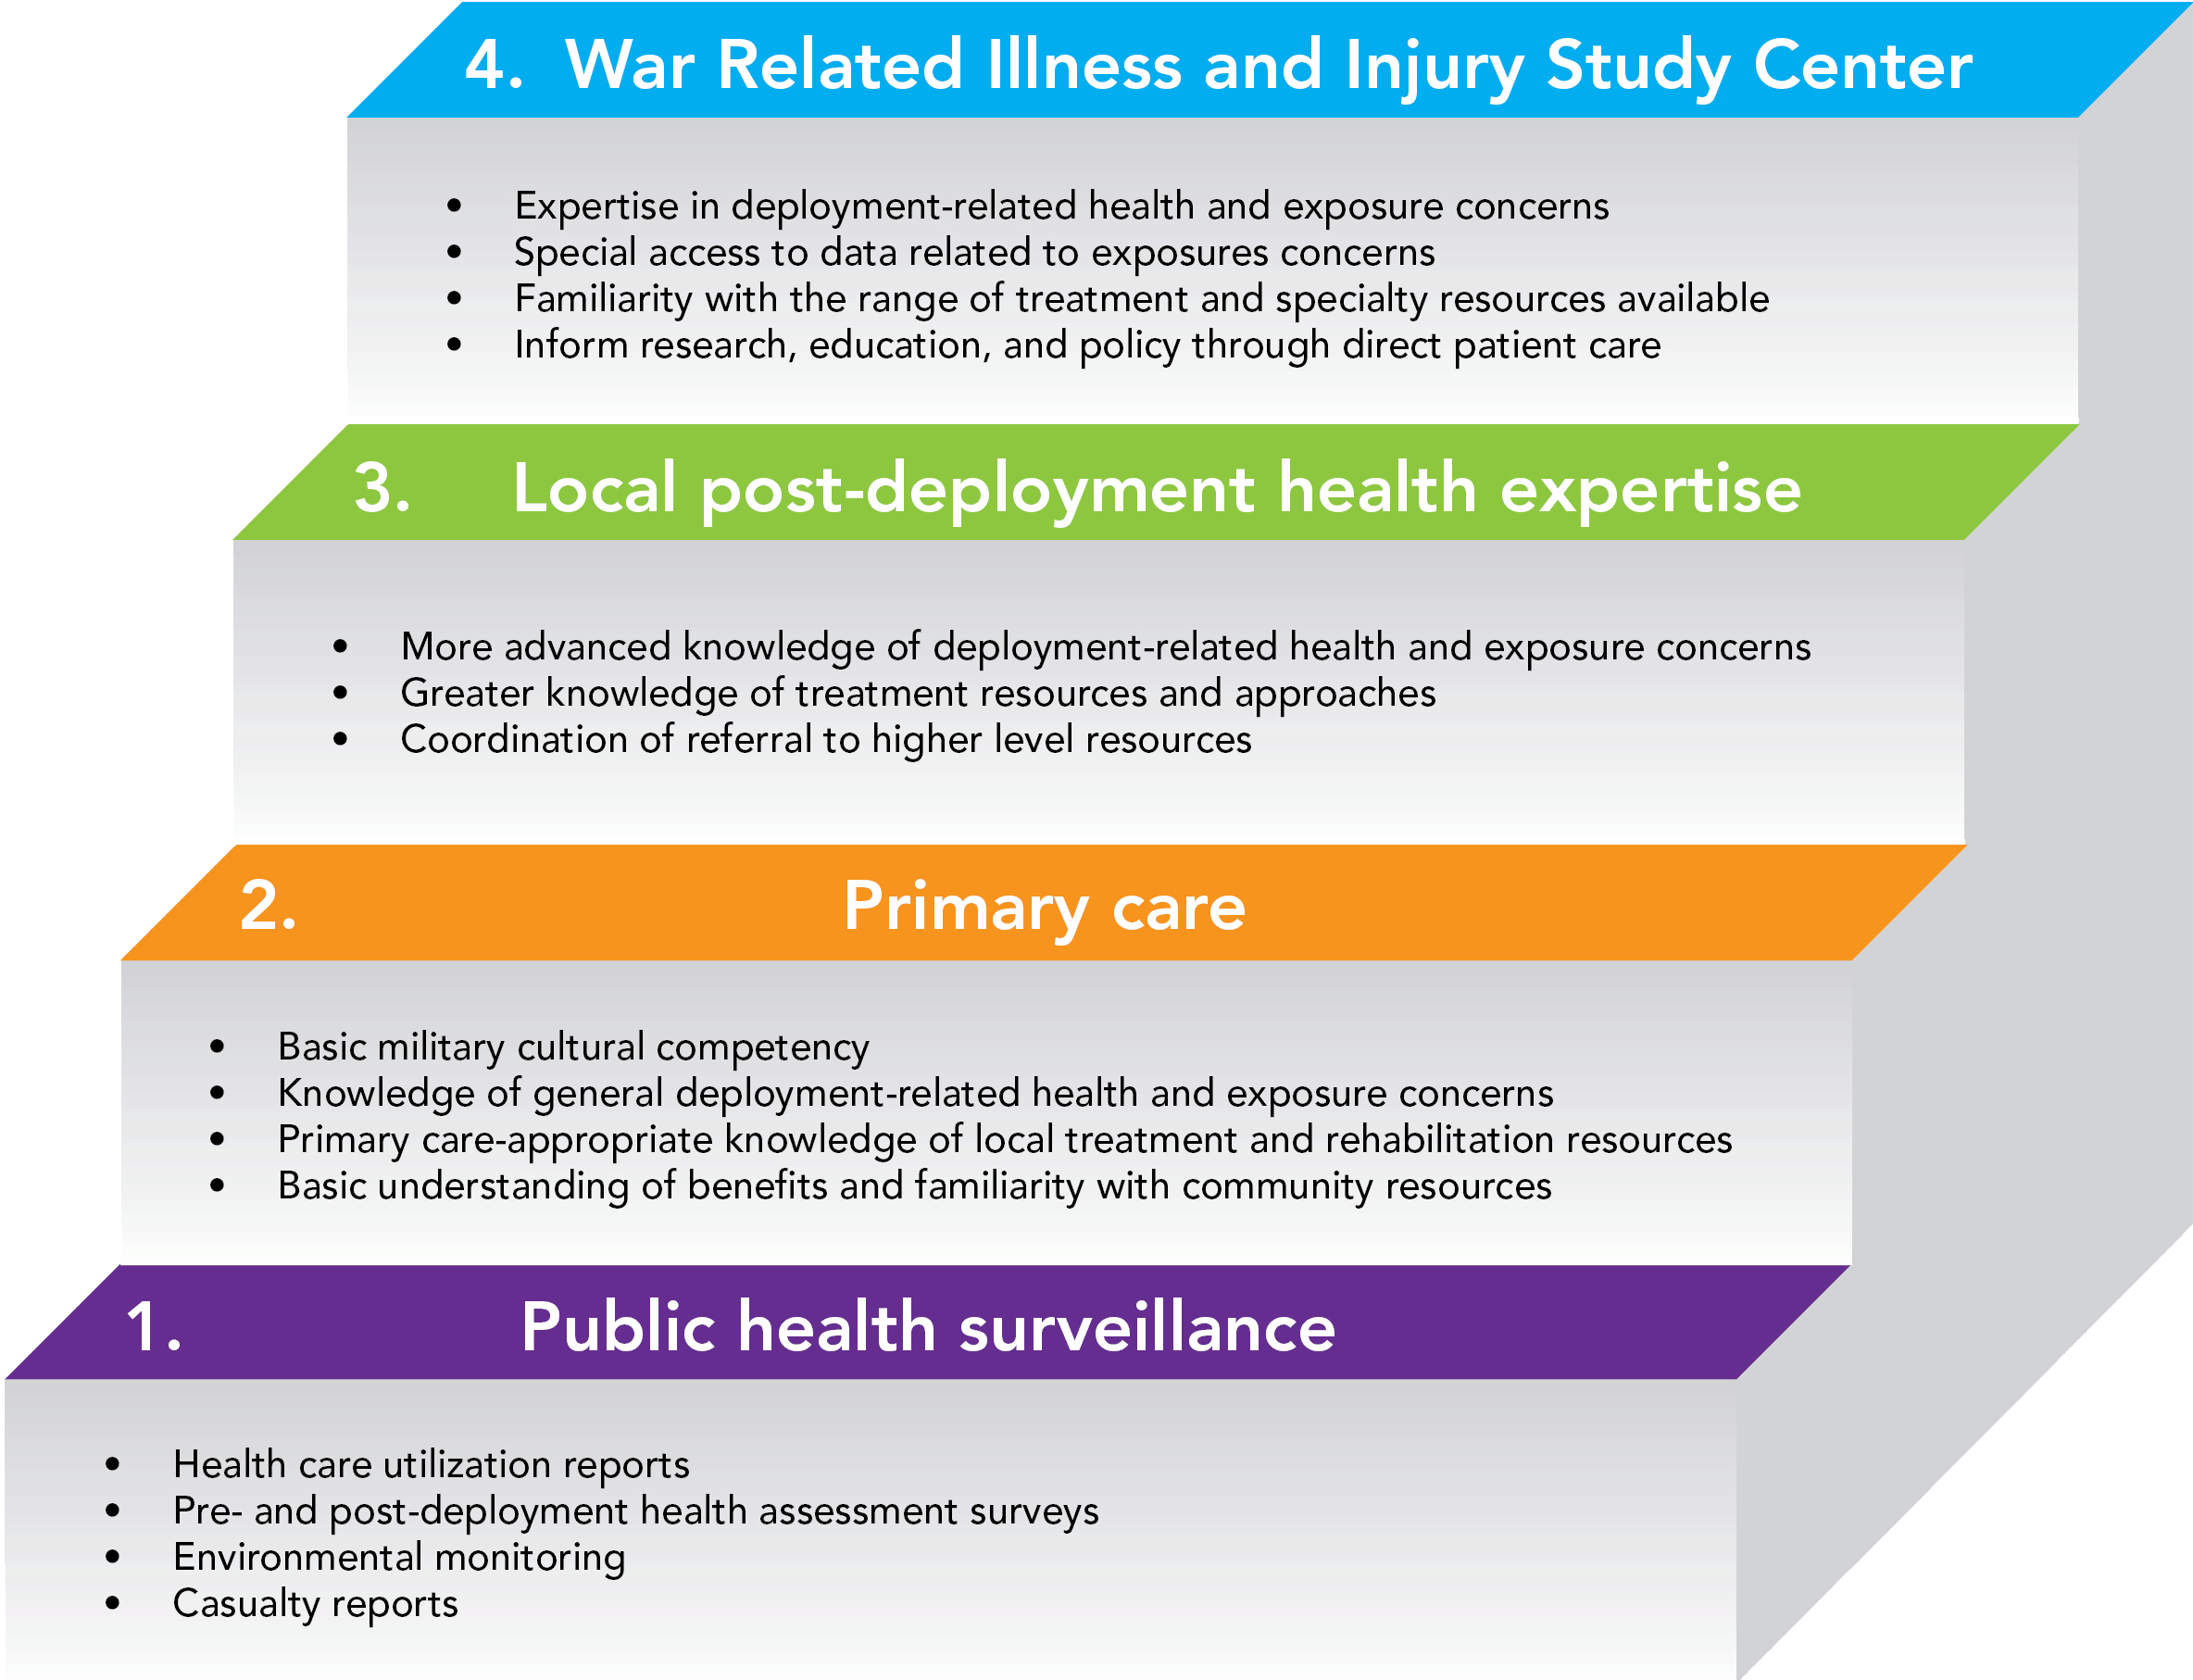 4. War Related Illness and Injury Study Center
• Expertise in deployment-related health and exposure concerns
• Special access to data related to exposures concerns
• Familiarity with the range of treatment and specialty resources available
• Inform research, education, and policy through direct patient care
3. Local post-deployment health expertise
• More advanced knowledge of deployment-related health and exposure concerns
• Greater knowledge of treatment resources and approaches
• Coordination of referral to higher level resources
2. Primary care
• Basic military cultural competency
• Knowledge of general deployment-related health and exposure concerns
• Primary care-appropriate knowledge of local treatment and rehabilitation resources
• Basic understanding of benefits and familiarity with community resources
1. Public health surveillance
• Health care utilization reports
• Pre- and post-deployment health assessment surveys
• Environmental monitoring
• Casualty reports